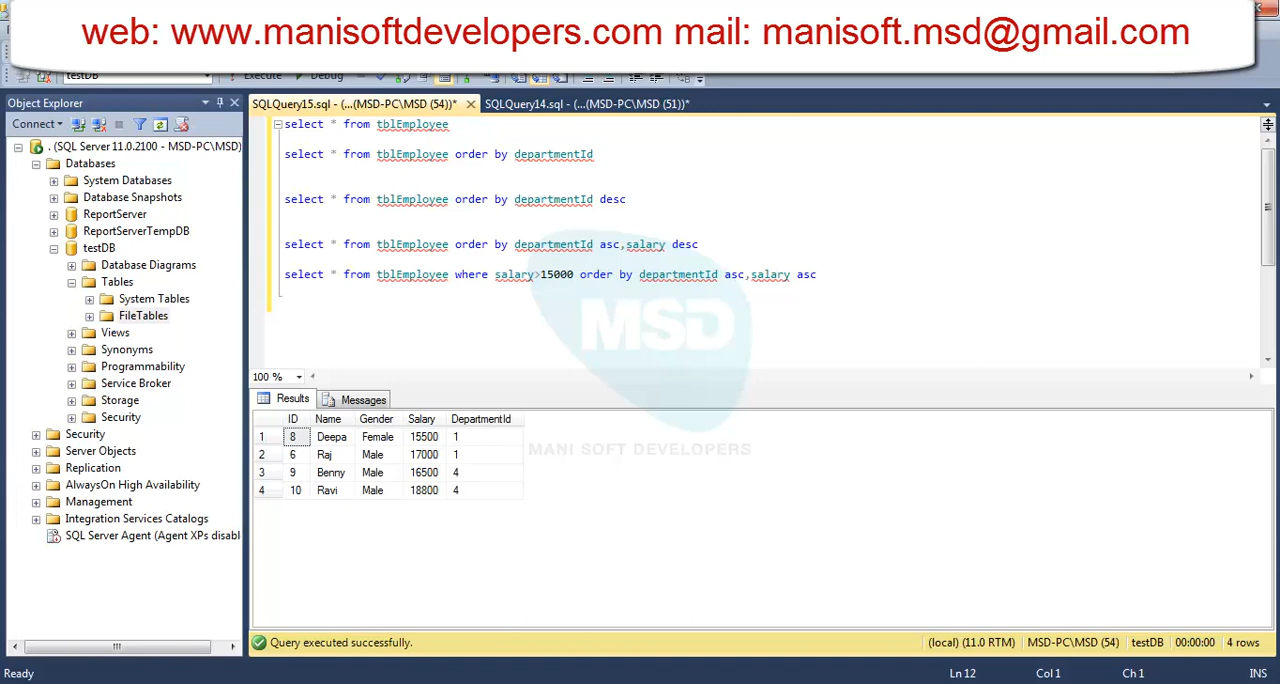 web: www.manisoftdevelopers.com mail: manisoft.msd@gmail.com
testDB
Execute
Debug
Object Explorer
SQLQuery15.sql - (...(MSD-PC\MSD (54))*
SQLQuery14.sql - (...(MSD-PC\MSD (51))*
Connect
. (SQL Server 11.0.2100 - MSD-PC\MSD)
Databases
System Databases
Database Snapshots
ReportServer
ReportServerTempDB
testDB
Database Diagrams
Tables
System Tables
FileTables
Views
Synonyms
Programmability
Service Broker
Storage
Security
Security
Server Objects
Replication
AlwaysOn High Availability
Management
Integration Services Catalogs
SQL Server Agent (Agent XPs disabl
select * from tblEmployee
select * from tblEmployee order by departmentId
select * from tblEmployee order by departmentId desc
select * from tblEmployee order by departmentId asc,salary desc
select * from tblEmployee where salary>15000 order by departmentId asc,salary asc
MSD
MANI SOFT DEVELOPERS
100 %
Results
Messages
ID Name Gender Salary DepartmentId
1 8 Deepa Female 15500 1
2 6 Raj Male 17000 1
3 9 Benny Male 16500 4
4 10 Ravi Male 18800 4
Query executed successfully.
(local) (11.0 RTM)
MSD-PC\MSD (54)
testDB
00:00:00
4 rows
Ready
Ln 12
Col 1
Ch 1
INS